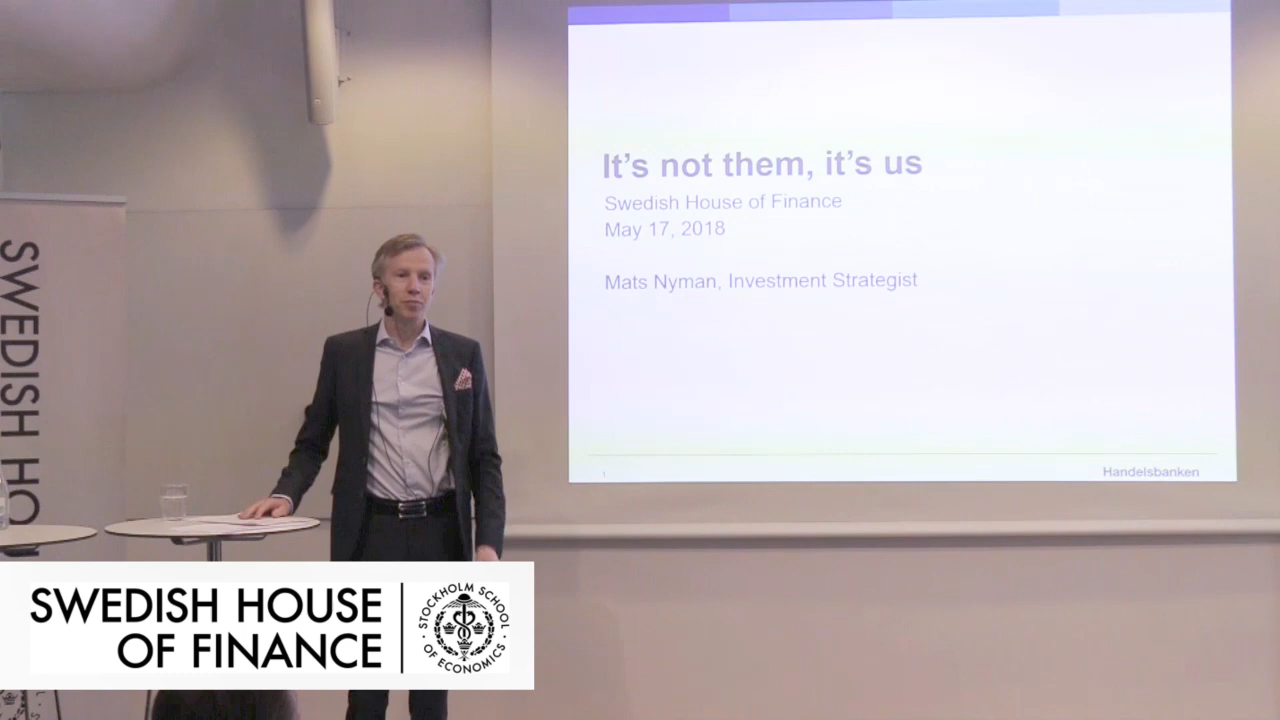 It's not them, it's us
Swedish House of Finance
May 17, 2018
Mats Nyman, Investment Strategist
1
Handelsbanken
SWEDISH HO
SWEDISH HOUSE
OF FINANCE
STOCKHOLM SCHOOL
· OF ECONOMICS ·